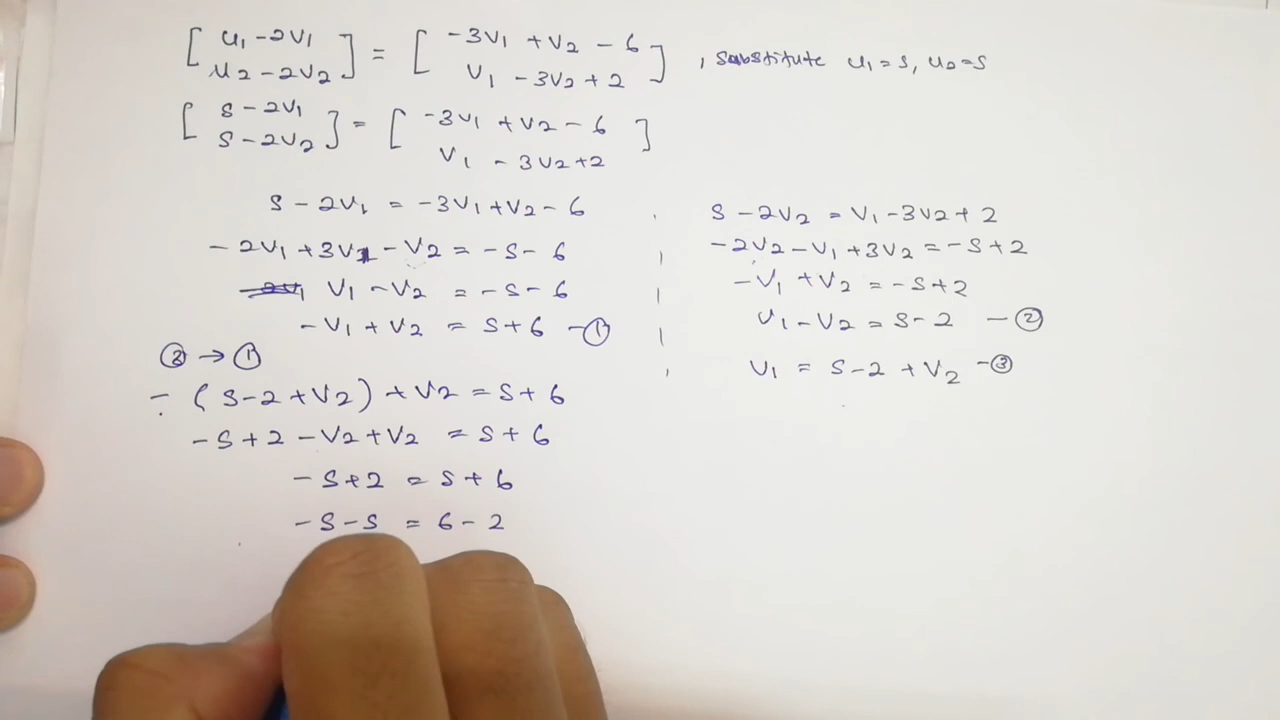 [ u₁ - 2v₁ ] = [ -3v₁ + v₂ - 6 ] , substitute u₁ = s, u₂ = s
[ u₂ - 2v₂ ] [ v₁ - 3v₂ + 2 ]
[ s - 2v₁ ] = [ -3v₁ + v₂ - 6 ]
[ s - 2v₂ ] [ v₁ - 3v₂ + 2 ]
s - 2v₁ = -3v₁ + v₂ - 6
-2v₁ + 3v₁ - v₂ = -s - 6
v₁ - v₂ = -s - 6
-v₁ + v₂ = s + 6 —①
s - 2v₂ = v₁ - 3v₂ + 2
-2v₂ - v₁ + 3v₂ = -s + 2
-v₁ + v₂ = -s + 2
v₁ - v₂ = s - 2 —②
v₁ = s - 2 + v₂ —③
③ → ①
- (s - 2 + v₂) + v₂ = s + 6
-s + 2 - v₂ + v₂ = s + 6
-s + 2 = s + 6
-s - s = 6 - 2